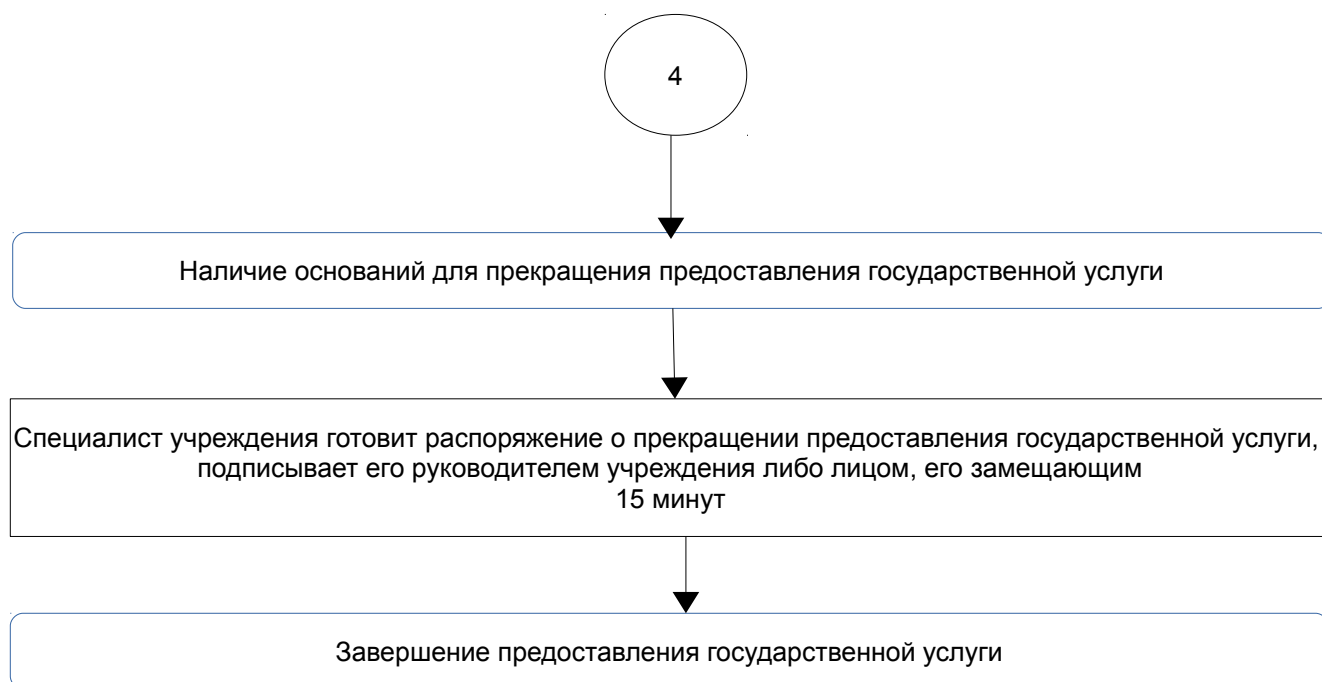 4
Наличие оснований для прекращения предоставления государственной услуги
Специалист учреждения готовит распоряжение о прекращении предоставления государственной услуги,
подписывает его руководителем учреждения либо лицом, его замещающим
15 минут
Завершение предоставления государственной услуги